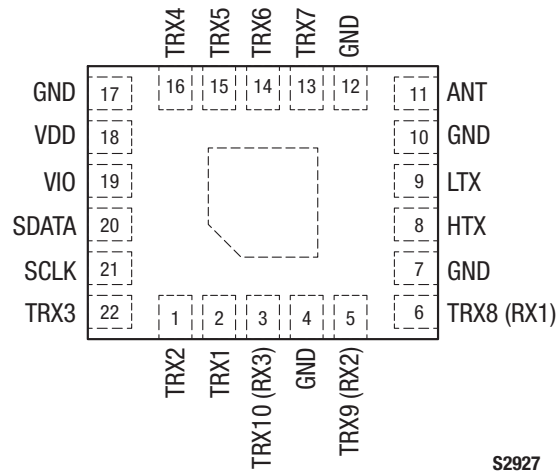 TRX4
TRX5
TRX6
TRX7
GND
16
15
14
13
12
GND 17
11 ANT
VDD 18
10 GND
VIO 19
9 LTX
SDATA 20
8 HTX
SCLK 21
7 GND
TRX3 22
6 TRX8 (RX1)
1
2
3
4
5
TRX2
TRX1
TRX10 (RX3)
GND
TRX9 (RX2)
S2927